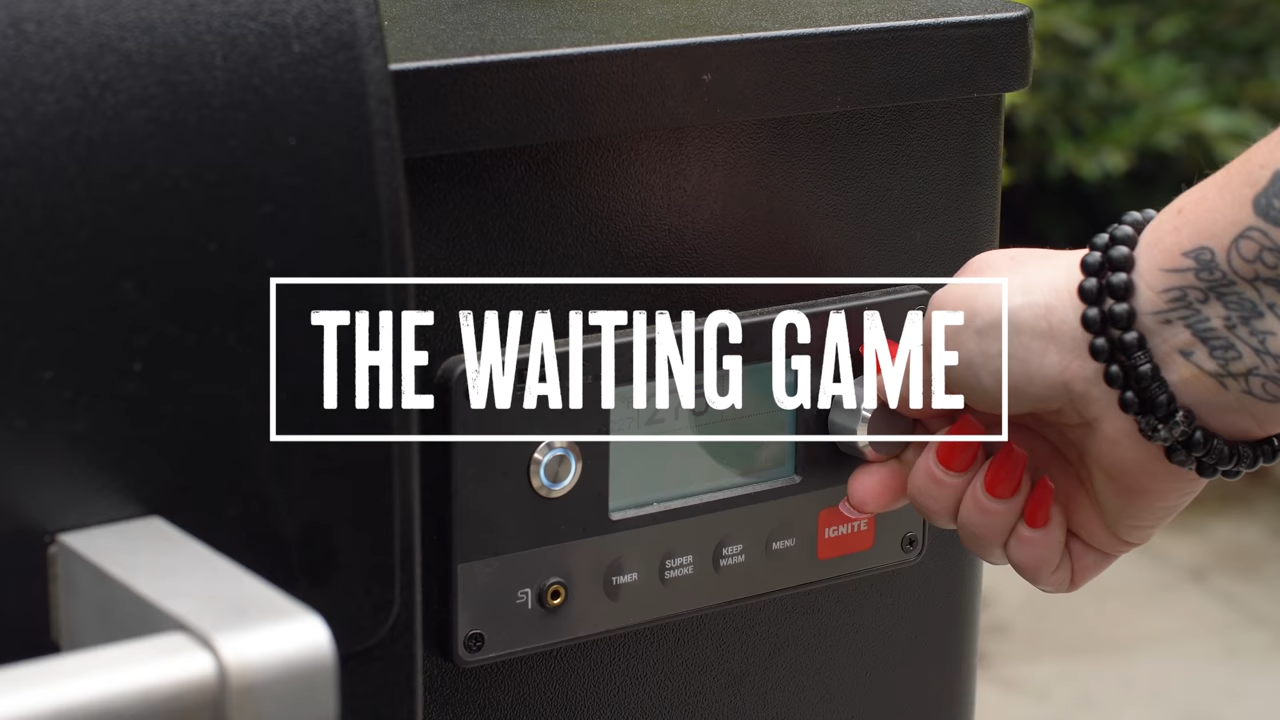 THE WAITING GAME
TIMER
SUPER
SMOKE
KEEP
WARM
MENU
IGNITE